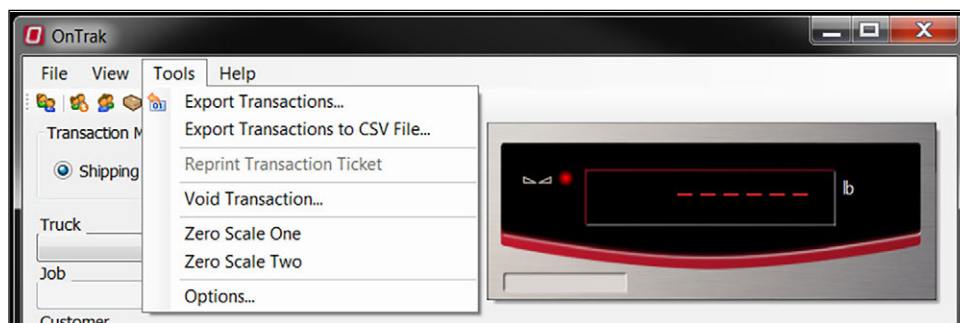 OnTrak
File View Tools Help
Export Transactions...
Export Transactions to CSV File...
Transaction M
Reprint Transaction Ticket
Shipping
Void Transaction...
Truck
Zero Scale One
Zero Scale Two
Job
Options...
Customer
------ lb